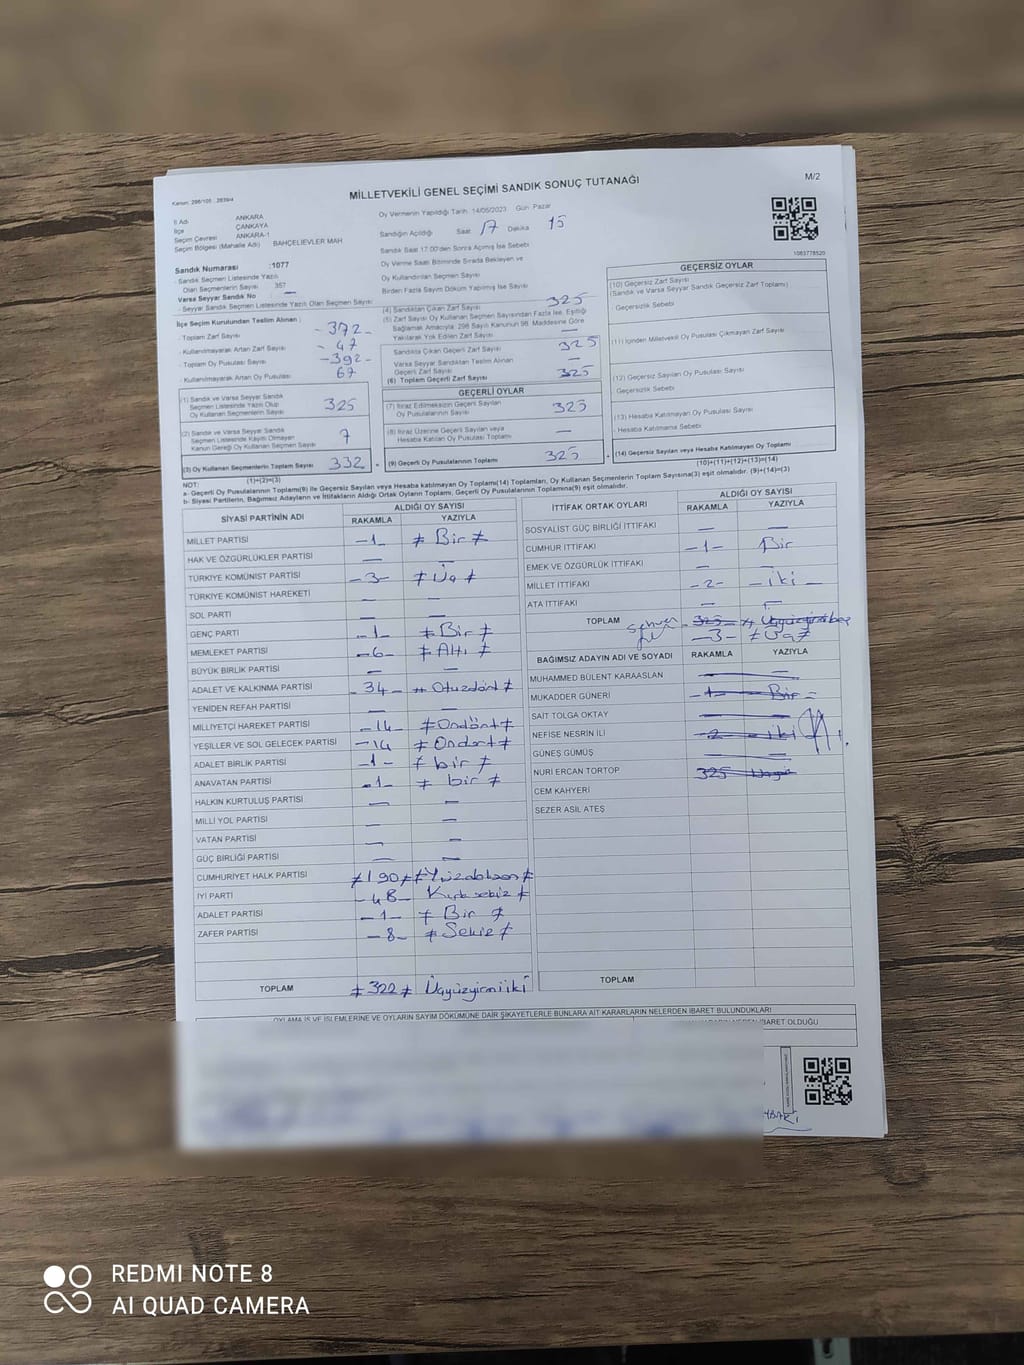 MİLLETVEKİLİ GENEL SEÇİMİ SANDIK SONUÇ TUTANAĞI
M/2
İl Adı ANKARA
İlçe ÇANKAYA
Seçim Çevresi ANKARA-1
Seçim Bölgesi (Mahalle Adı) BAHÇELİEVLER MAH
Sandık Numarası :1077
Sandık Seçmen Listesinde Yazılı
Olan Seçmenlerin Sayısı 357
Varsa Seyyar Sandık No
Seyyar Sandık Seçmen Listesinde Yazılı Olan Seçmen Sayısı
Oy Vermenin Yapıldığı Tarih 14/05/2023 Gün Pazar
Sandığın Açıldığı Saat 17 Dakika 15
Sandık Saat 17:00'den Sonra Açılmış İse Sebebi
Oy Verme Saati Bitiminde Sırada Bekleyen ve
Oy Kullandırılan Seçmen Sayısı
Birden Fazla Sayım Döküm Yapılmış İse Sayısı
1063778520
İlçe Seçim Kurulundan Teslim Alınan :
Toplam Zarf Sayısı -372-
Kullanılmayarak Artan Zarf Sayısı - 47
Toplam Oy Pusulası Sayısı -392-
Kullanılmayarak Artan Oy Pusulası 67
(1) Sandık ve Varsa Seyyar Sandık
Seçmen Listesinde Yazılı Olup
Oy Kullanan Seçmenlerin Sayısı 325
(2) Sandık ve Varsa Seyyar Sandık
Seçmen Listesinde Kayıtlı Olmayan
Kanun Gereği Oy Kullanan Seçmen Sayısı 7
(3) Oy Kullanan Seçmenlerin Toplam Sayısı 332
(1)+(2)=(3)
(4) Sandıktan Çıkan Zarf Sayısı 325
(5) Zarf Sayısı Oy Kullanan Seçmen Sayısından Fazla İse, Eşitliği
Sağlamak Amacıyla; 298 Sayılı Kanunun 98. Maddesine Göre
Yakılarak Yok Edilen Zarf Sayısı —
Sandıkta Çıkan Geçerli Zarf Sayısı 325
Varsa Seyyar Sandıktan Teslim Alınan
Geçerli Zarf Sayısı —
(6) Toplam Geçerli Zarf Sayısı 325
GEÇERLİ OYLAR
(7) İtiraz Edilmeksizin Geçerli Sayılan
Oy Pusulalarının Sayısı 325
(8) İtiraz Üzerine Geçerli Sayılan veya
Hesaba Katılan Oy Pusulası Toplamı —
(9) Geçerli Oy Pusulalarının Toplamı 325
GEÇERSİZ OYLAR
(10) Geçersiz Zarf Sayısı
(Sandık ve Varsa Seyyar Sandık Geçersiz Zarf Toplamı)
Geçersizlik Sebebi
(11) İçinden Milletvekili Oy Pusulası Çıkmayan Zarf Sayısı
(12) Geçersiz Sayılan Oy Pusulası Sayısı
Geçersizlik Sebebi
(13) Hesaba Katılmayan Oy Pusulası Sayısı
Hesaba Katılmama Sebebi
(14) Geçersiz Sayılan veya Hesaba Katılmayan Oy Toplamı
(10)+(11)+(12)+(13)=(14)
NOT:
a- Geçerli Oy Pusulalarının Toplamı(9) ile Geçersiz Sayılan veya Hesaba Katılmayan Oy Toplamı(14) Toplamları, Oy Kullanan Seçmenlerin Toplam Sayısına(3) eşit olmalıdır. (9)+(14)=(3)
b- Siyasi Partilerin, Bağımsız Adayların ve İttifakların Aldığı Ortak Oyların Toplamı, Geçerli Oy Pusulalarının Toplamına(9) eşit olmalıdır.
SİYASİ PARTİNİN ADI ALDIĞI OY SAYISI
RAKAMLA YAZIYLA
MİLLET PARTİSİ -1- Bir
HAK VE ÖZGÜRLÜKLER PARTİSİ —
TÜRKİYE KOMÜNİST PARTİSİ -3- Üç
TÜRKİYE KOMÜNİST HAREKETİ — —
SOL PARTİ — —
GENÇ PARTİ -1- Bir
MEMLEKET PARTİSİ -6- Altı
BÜYÜK BİRLİK PARTİSİ — —
ADALET VE KALKINMA PARTİSİ -34- Otuzdört
YENİDEN REFAH PARTİSİ — —
MİLLİYETÇİ HAREKET PARTİSİ -14- Ondört
YEŞİLLER VE SOL GELECEK PARTİSİ -14 Ondört
ADALET BİRLİK PARTİSİ -1- bir
ANAVATAN PARTİSİ -1- bir
HALKIN KURTULUŞ PARTİSİ — —
MİLLİ YOL PARTİSİ — —
VATAN PARTİSİ — —
GÜÇ BİRLİĞİ PARTİSİ — —
CUMHURİYET HALK PARTİSİ 190 Yüzdoksan
İYİ PARTİ -48- Kırksekiz
ADALET PARTİSİ -1- Bir
ZAFER PARTİSİ -8- Sekiz
TOPLAM 322 Üçyüzyirmiiki
İTTİFAK ORTAK OYLARI ALDIĞI OY SAYISI
RAKAMLA YAZIYLA
SOSYALİST GÜÇ BİRLİĞİ İTTİFAKI — —
CUMHUR İTTİFAKI -1- Bir
EMEK VE ÖZGÜRLÜK İTTİFAKI — —
MİLLET İTTİFAKI -2- -iki-
ATA İTTİFAKI — —
TOPLAM 325 Üçyüzyirmibeş
-3- Üç
BAĞIMSIZ ADAYIN ADI VE SOYADI RAKAMLA YAZIYLA
MUHAMMED BÜLENT KARAASLAN
MUKADDER GÜNERİ -1- Bir
SAİT TOLGA OKTAY
NEFİSE NESRİN İLİ -2- iki
GÜNEŞ GÜMÜŞ
NURİ ERCAN TORTOP 325
CEM KAHYERİ
SEZER ASIL ATEŞ
TOPLAM
OYLAMA İŞ VE İŞLEMLERİNE VE OYLARIN SAYIM DÖKÜMÜNE DAİR ŞİKAYETLERLE BUNLARA AİT KARARLARIN NELERDEN İBARET BULUNDUKLARI
İBARET OLDUĞU
REDMI NOTE 8
AI QUAD CAMERA